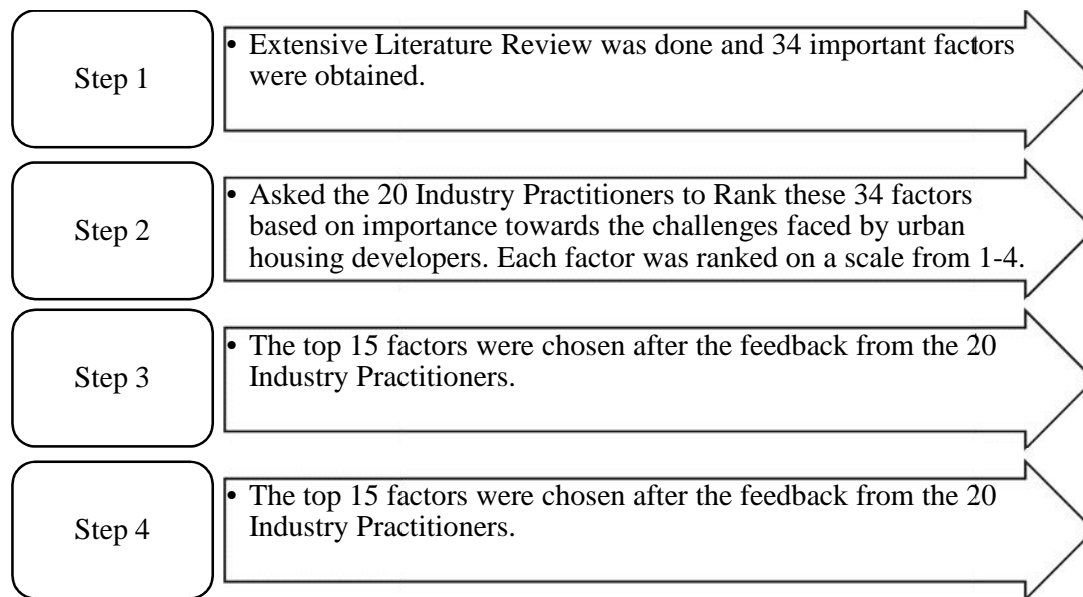 Step 1
• Extensive Literature Review was done and 34 important factors
were obtained.
Step 2
• Asked the 20 Industry Practitioners to Rank these 34 factors
based on importance towards the challenges faced by urban
housing developers. Each factor was ranked on a scale from 1-4.
Step 3
• The top 15 factors were chosen after the feedback from the 20
Industry Practitioners.
Step 4
• The top 15 factors were chosen after the feedback from the 20
Industry Practitioners.